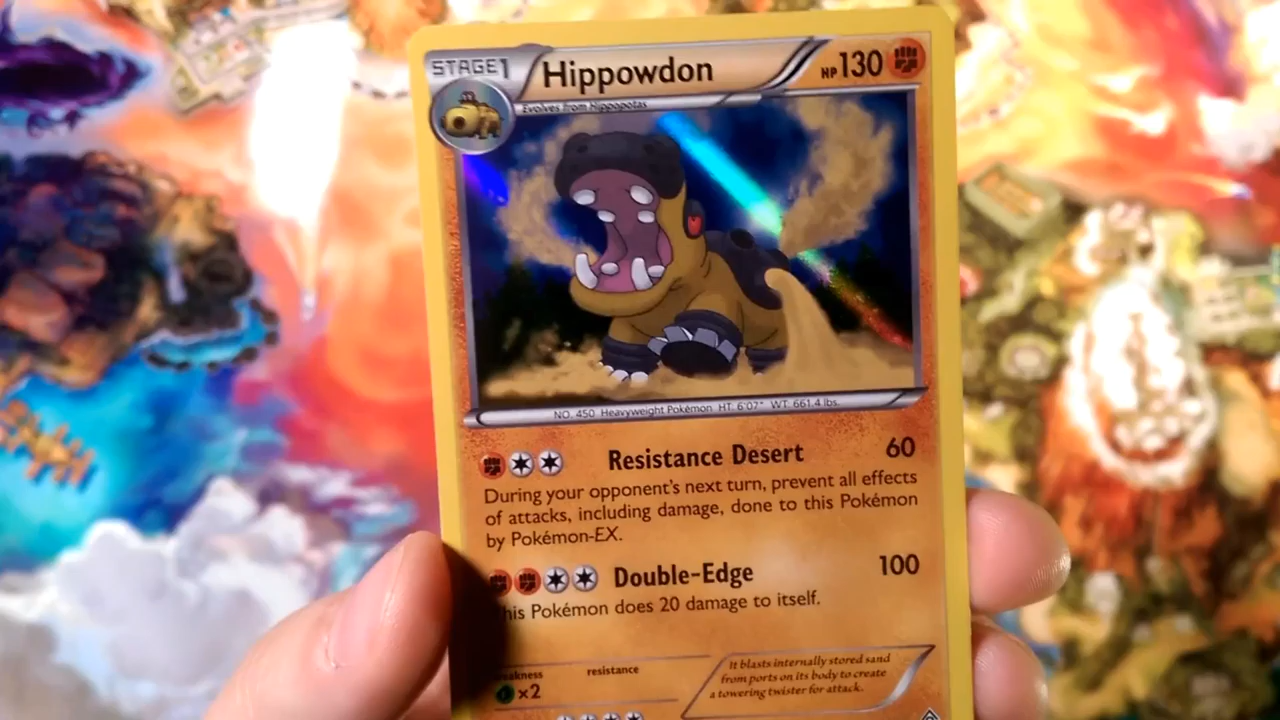 STAGE1 Hippowdon HP130
Evolves from Hippopotas
NO. 450 Heavyweight Pokémon HT: 6'07" WT: 661.4 lbs.
Resistance Desert 60
During your opponent's next turn, prevent all effects
of attacks, including damage, done to this Pokémon
by Pokémon-EX.
Double-Edge 100
his Pokémon does 20 damage to itself.
eakness resistance
×2
It blasts internally stored sand
from ports on its body to create
a towering twister for attack.